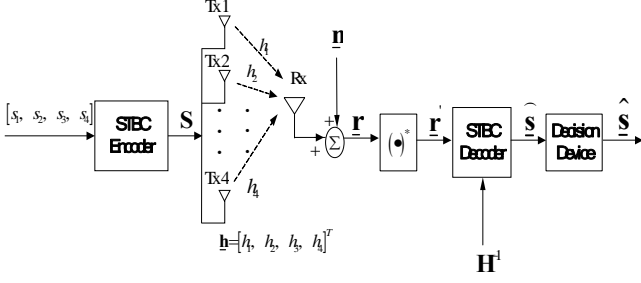 Tx1
Tx2
Tx4
h₁
h₂
h₄
Rx
n
[s₁, s₂, s₃, s₄]
STBC
Encoder
S
+
+
Σ
r
(•)*
r'
STBC
Decoder
s⌢
Decision
Device
ŝ
h=[h₁, h₂, h₃, h₄]ᵀ
H¹